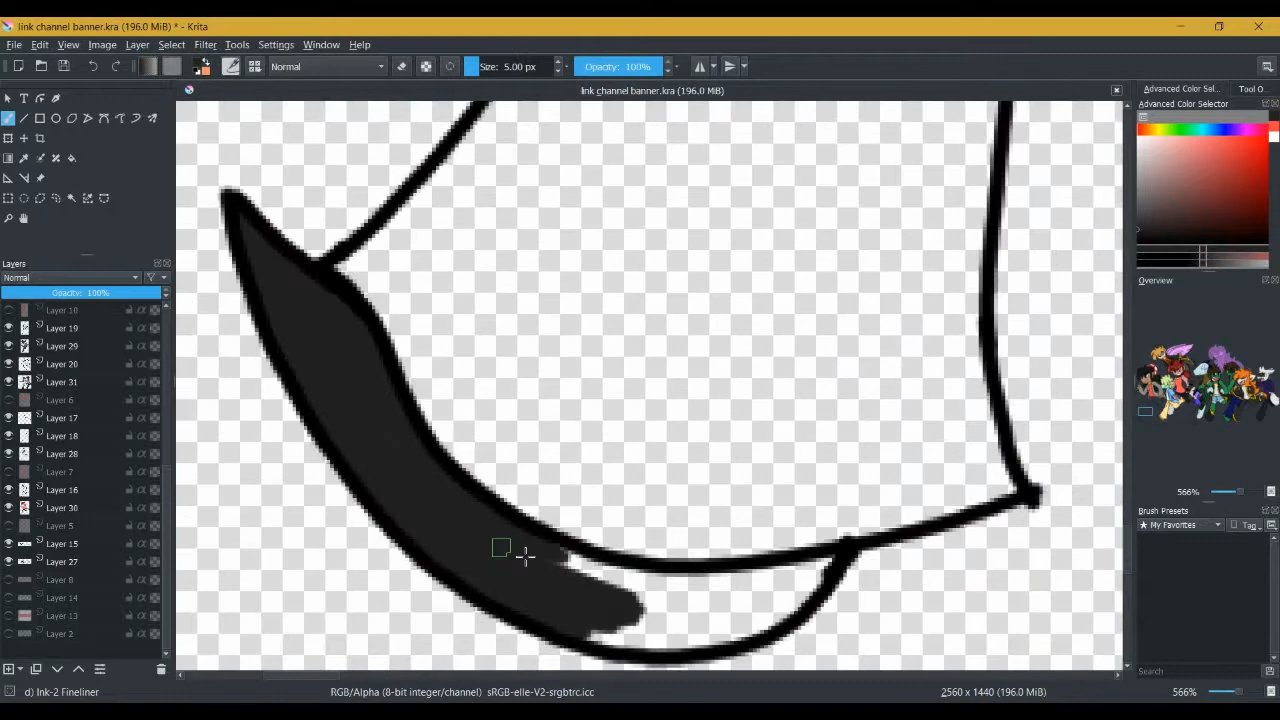 link channel banner.kra (196.0 MiB) * - Krita
File Edit View Image Layer Select Filter Tools Settings Window Help
Normal Size: 5.00 px Opacity: 100%
link channel banner.kra (196.0 MiB)
Advanced Color Sel... Tool O...
Advanced Color Selector
Layers
Normal
Opacity: 100%
Layer 10
Layer 19
Layer 29
Layer 20
Layer 31
Layer 6
Layer 17
Layer 18
Layer 28
Layer 7
Layer 16
Layer 30
Layer 5
Layer 15
Layer 27
Layer 8
Layer 14
Layer 13
Layer 2
Overview
566%
Brush Presets
My Favorites Tag
Search
d) Ink-2 Fineliner RGB/Alpha (8-bit integer/channel) sRGB-elle-V2-srgbtrc.icc 2560 x 1440 (196.0 MiB) 566%